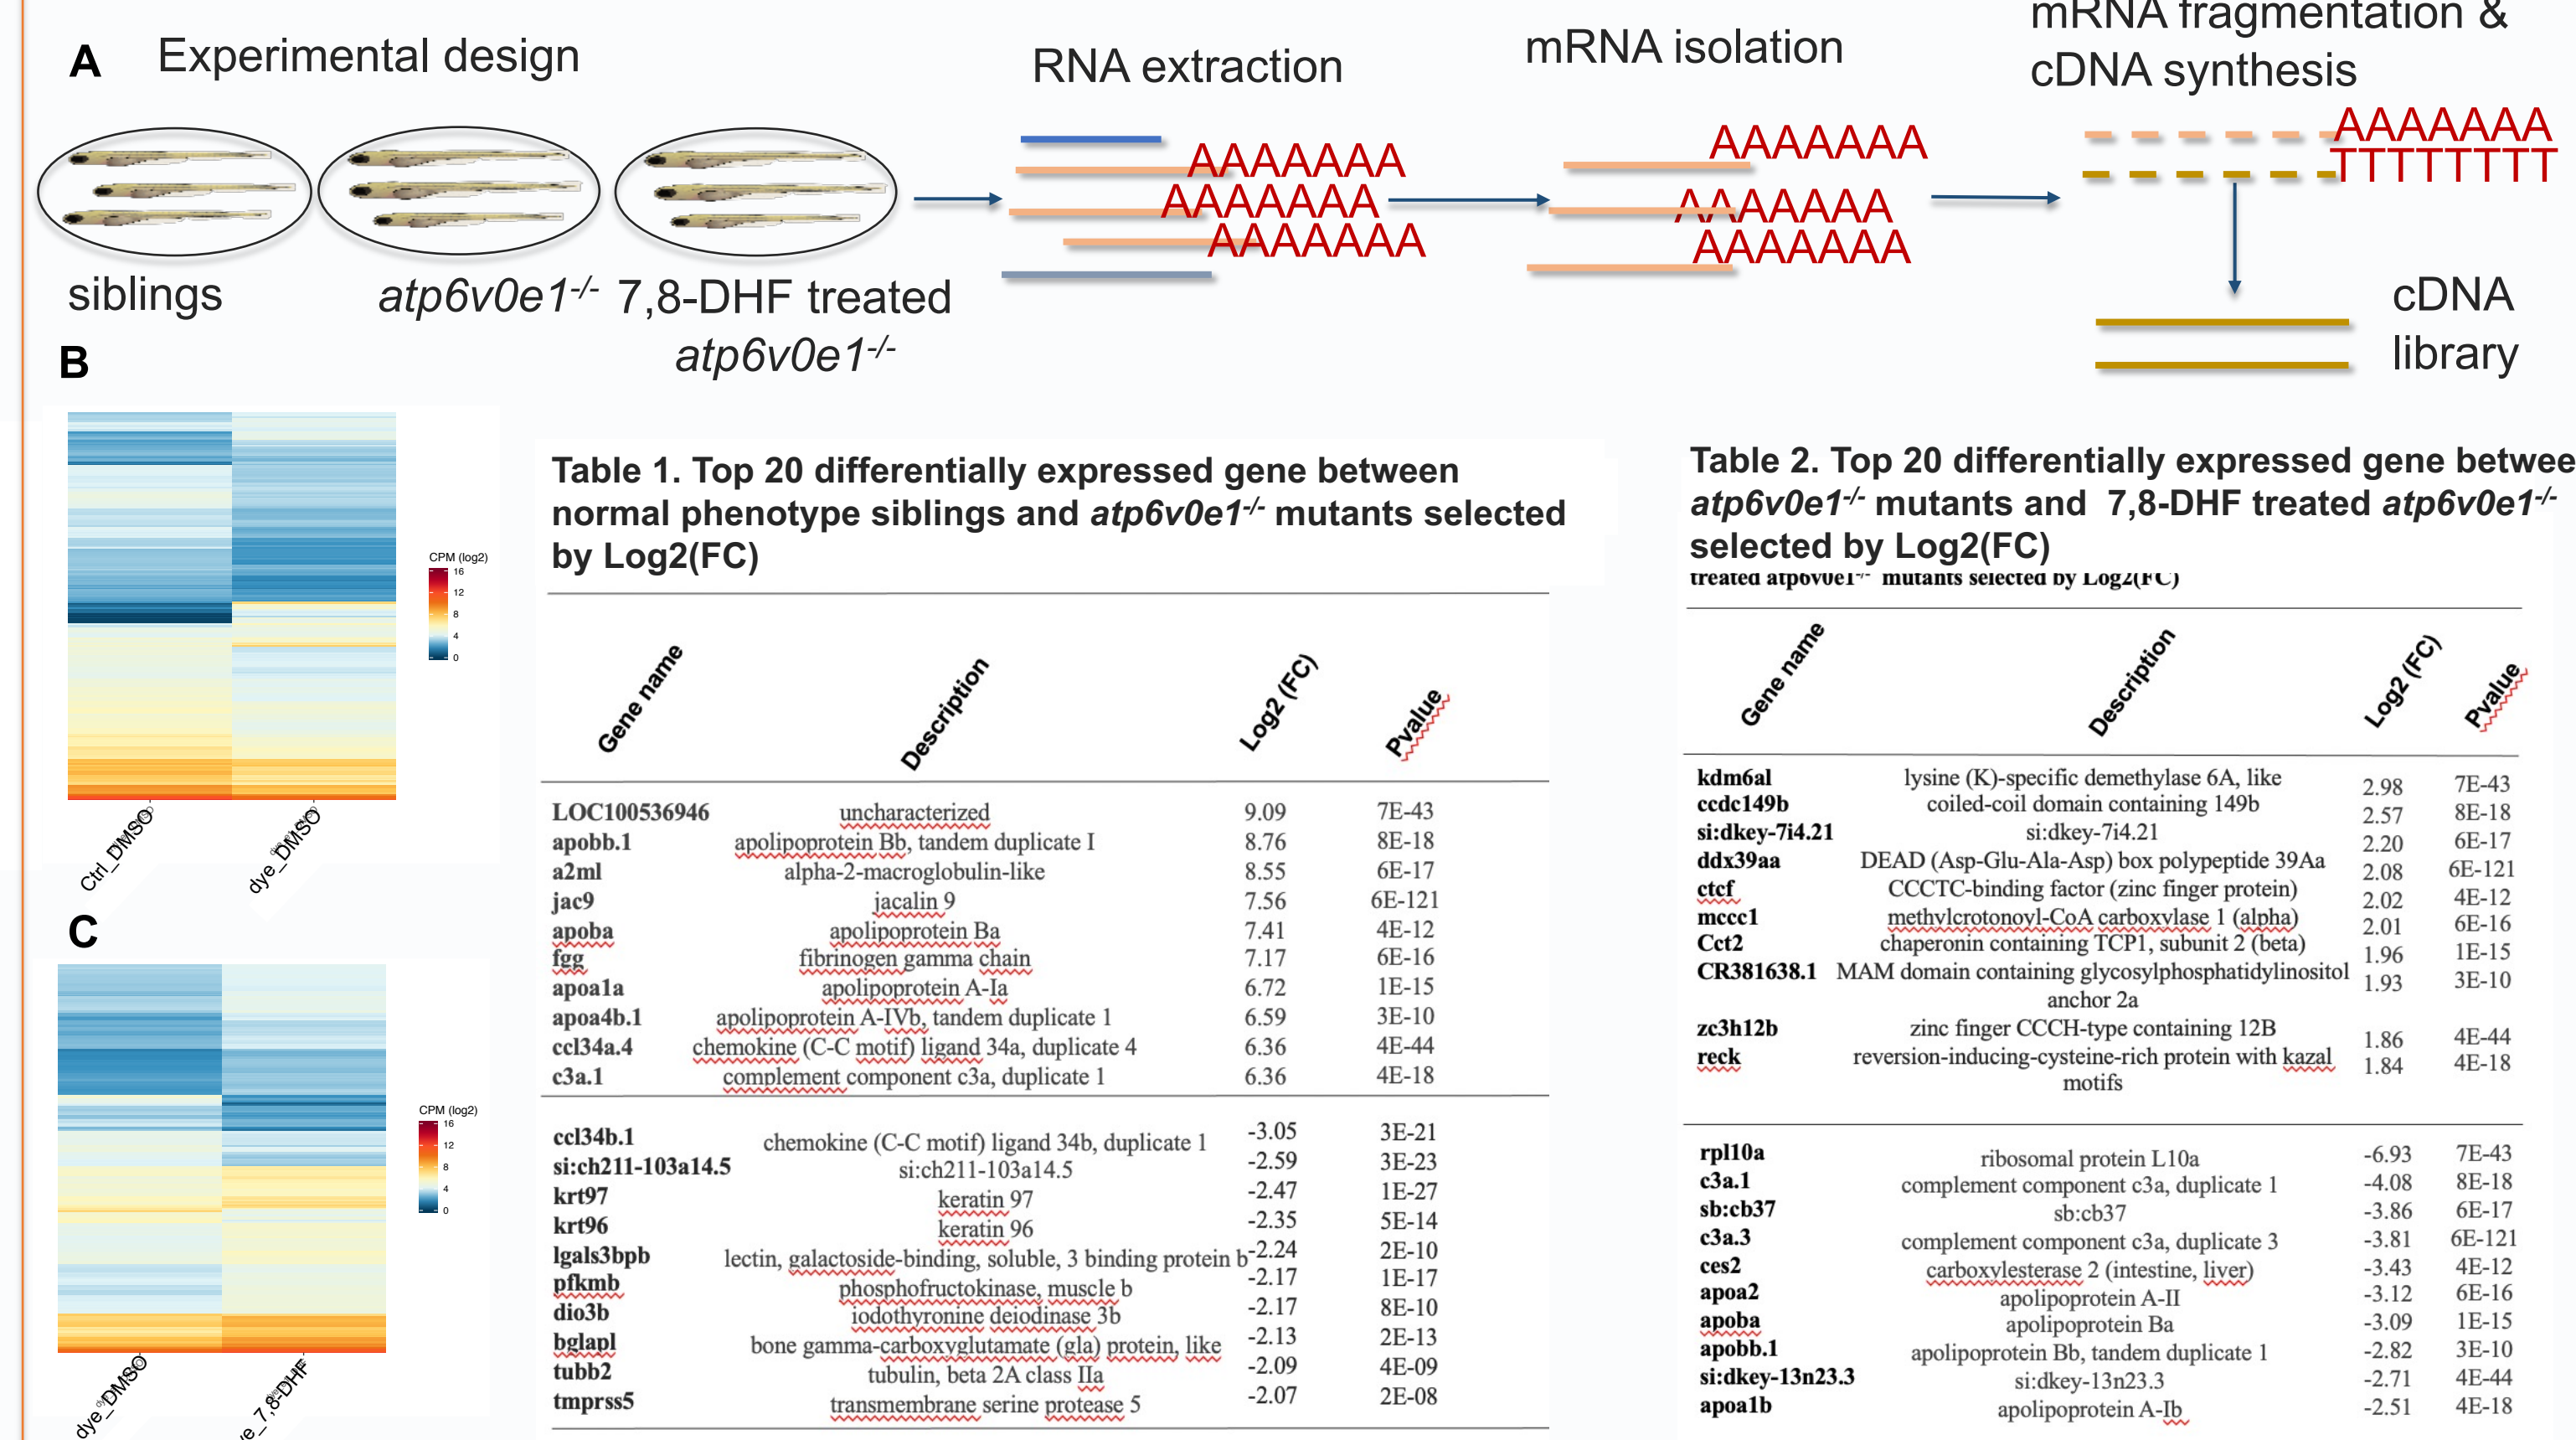 A Experimental design
RNA extraction
mRNA isolation
mRNA fragmentation &
cDNA synthesis
AAAAAAA
AAAAAAA
AAAAAAA
AAAAAAA
AAAAAAA
AAAAAAA
AAAAAAA
TTTTTTTT
siblings
atp6v0e1-/-
7,8-DHF treated
atp6v0e1-/-
cDNA
library
B
CPM (log2)
16
12
8
4
0
Ctrl_DMSO
dye_DMSO
C
CPM (log2)
16
12
8
4
0
dye_DMSO
e_7,8-DHF
Table 1. Top 20 differentially expressed gene between
normal phenotype siblings and atp6v0e1-/- mutants selected
by Log2(FC)
Gene name Description Log2 (FC) Pvalue
LOC100536946 uncharacterized 9.09 7E-43
apobb.1 apolipoprotein Bb, tandem duplicate I 8.76 8E-18
a2ml alpha-2-macroglobulin-like 8.55 6E-17
jac9 jacalin 9 7.56 6E-121
apoba apolipoprotein Ba 7.41 4E-12
fgg fibrinogen gamma chain 7.17 6E-16
apoa1a apolipoprotein A-Ia 6.72 1E-15
apoa4b.1 apolipoprotein A-IVb, tandem duplicate 1 6.59 3E-10
ccl34a.4 chemokine (C-C motif) ligand 34a, duplicate 4 6.36 4E-44
c3a.1 complement component c3a, duplicate 1 6.36 4E-18
ccl34b.1 chemokine (C-C motif) ligand 34b, duplicate 1 -3.05 3E-21
si:ch211-103a14.5 si:ch211-103a14.5 -2.59 3E-23
krt97 keratin 97 -2.47 1E-27
krt96 keratin 96 -2.35 5E-14
lgals3bpb lectin, galactoside-binding, soluble, 3 binding protein b -2.24 2E-10
pfkmb phosphofructokinase, muscle b -2.17 1E-17
dio3b iodothyronine deiodinase 3b -2.17 8E-10
bglapl bone gamma-carboxyglutamate (gla) protein, like -2.13 2E-13
tubb2 tubulin, beta 2A class IIa -2.09 4E-09
tmprss5 transmembrane serine protease 5 -2.07 2E-08
Table 2. Top 20 differentially expressed gene betwee
atp6v0e1-/- mutants and 7,8-DHF treated atp6v0e1-/-
selected by Log2(FC)
treated atp6v0e1-/- mutants selected by Log2(FC)
Gene name Description Log2 (FC) Pvalue
kdm6al lysine (K)-specific demethylase 6A, like 2.98 7E-43
ccdc149b coiled-coil domain containing 149b 2.57 8E-18
si:dkey-7i4.21 si:dkey-7i4.21 2.20 6E-17
ddx39aa DEAD (Asp-Glu-Ala-Asp) box polypeptide 39Aa 2.08 6E-121
ctcf CCCTC-binding factor (zinc finger protein) 2.02 4E-12
mccc1 methylcrotonoyl-CoA carboxylase 1 (alpha) 2.01 6E-16
Cct2 chaperonin containing TCP1, subunit 2 (beta) 1.96 1E-15
CR381638.1 MAM domain containing glycosylphosphatidylinositol 1.93 3E-10
anchor 2a
zc3h12b zinc finger CCCH-type containing 12B 1.86 4E-44
reck reversion-inducing-cysteine-rich protein with kazal 1.84 4E-18
motifs
rpl10a ribosomal protein L10a -6.93 7E-43
c3a.1 complement component c3a, duplicate 1 -4.08 8E-18
sb:cb37 sb:cb37 -3.86 6E-17
c3a.3 complement component c3a, duplicate 3 -3.81 6E-121
ces2 carboxylesterase 2 (intestine, liver) -3.43 4E-12
apoa2 apolipoprotein A-II -3.12 6E-16
apoba apolipoprotein Ba -3.09 1E-15
apobb.1 apolipoprotein Bb, tandem duplicate 1 -2.82 3E-10
si:dkey-13n23.3 si:dkey-13n23.3 -2.71 4E-44
apoa1b apolipoprotein A-Ib -2.51 4E-18